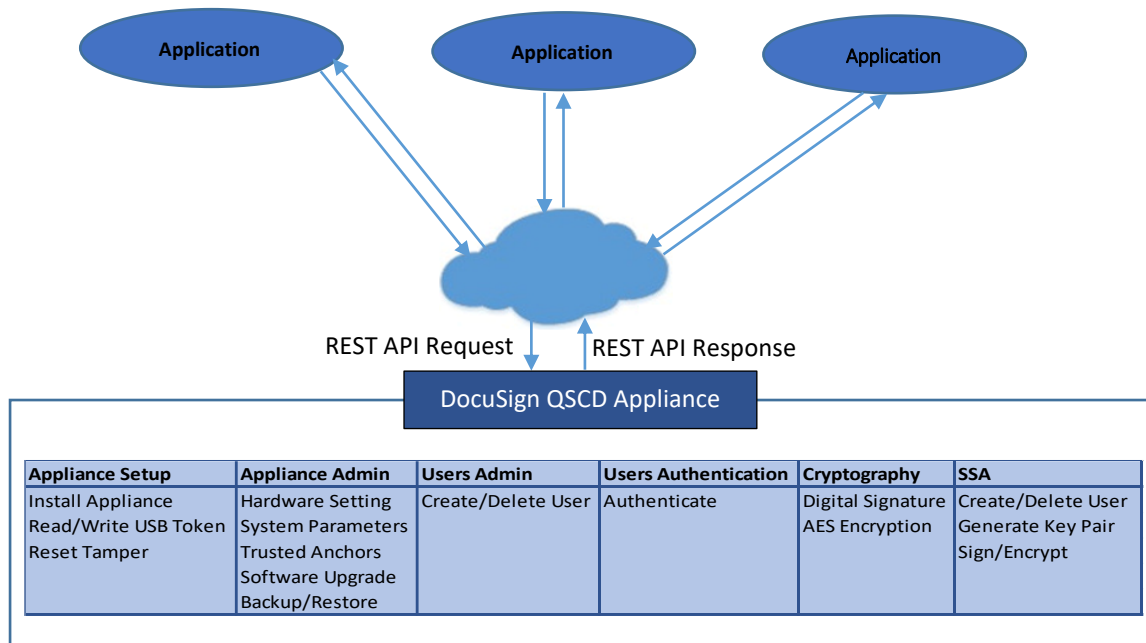 Application
Application
Application
REST API Request
REST API Response
DocuSign QSCD Appliance
Appliance Setup
Install Appliance
Read/Write USB Token
Reset Tamper
Appliance Admin
Hardware Setting
System Parameters
Trusted Anchors
Software Upgrade
Backup/Restore
Users Admin
Create/Delete User
Users Authentication
Authenticate
Cryptography
Digital Signature
AES Encryption
SSA
Create/Delete User
Generate Key Pair
Sign/Encrypt